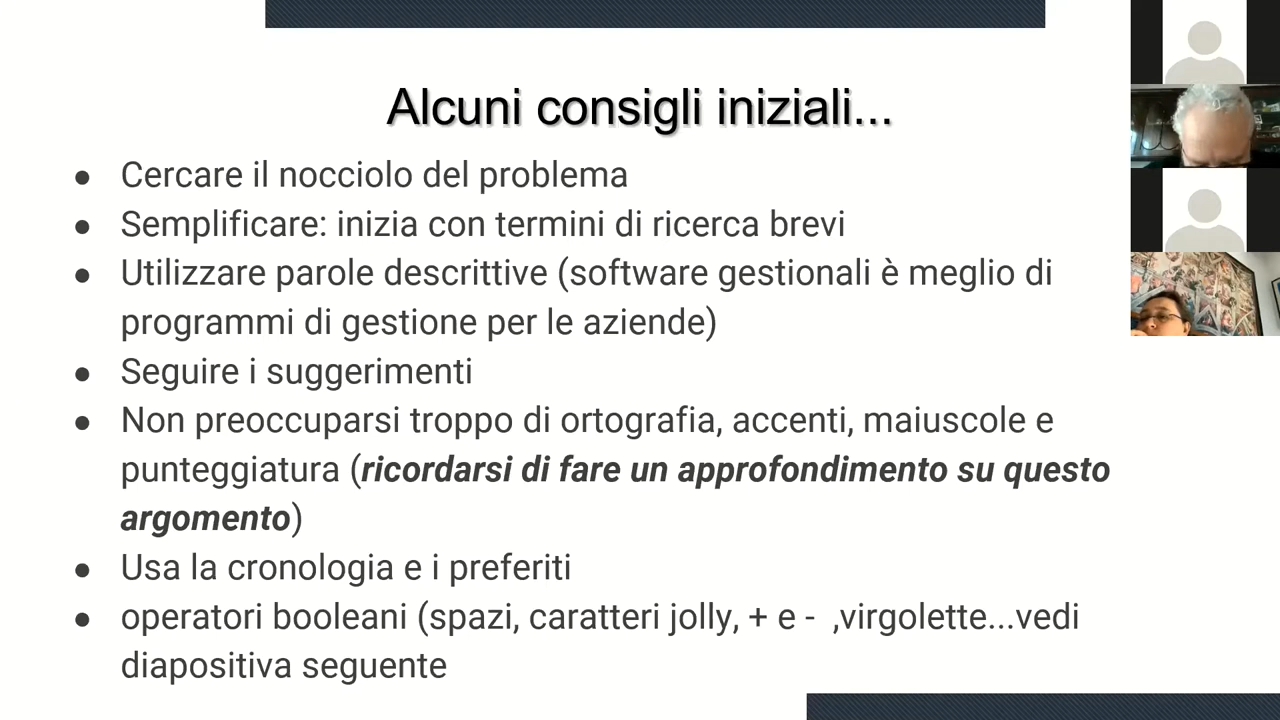 Alcuni consigli iniziali...
● Cercare il nocciolo del problema
● Semplificare: inizia con termini di ricerca brevi
● Utilizzare parole descrittive (software gestionali è meglio di
programmi di gestione per le aziende)
● Seguire i suggerimenti
● Non preoccuparsi troppo di ortografia, accenti, maiuscole e
punteggiatura (ricordarsi di fare un approfondimento su questo
argomento)
● Usa la cronologia e i preferiti
● operatori booleani (spazi, caratteri jolly, + e -  ,virgolette...vedi
diapositiva seguente